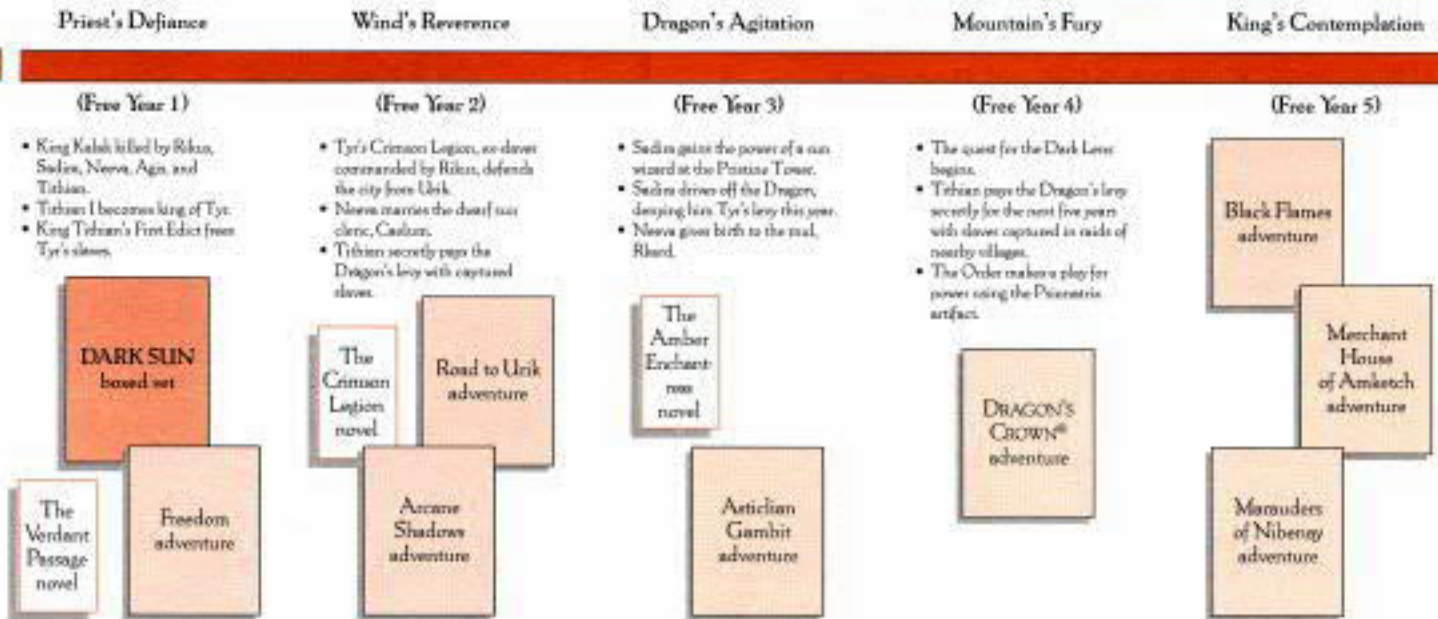 Priest's Defiance
(Free Year 1)
• King Kalak killed by Rikus,
Sadira, Neeva, Agis, and
Tithian.
• Tithian I becomes king of Tyr.
• King Tithian's First Edict frees
Tyr's slaves.
DARK SUN
boxed set
The
Verdant
Passage
novel
Freedom
adventure
Wind's Reverence
(Free Year 2)
• Tyr's Crimson Legion, ex-slaves
commanded by Rikus, defends
the city from Urik.
• Neeva marries the dwarf sun
cleric, Caelum.
• Tithian secretly pays the
Dragon's levy with captured
slaves.
The
Crimson
Legion
novel
Road to Urik
adventure
Arcane
Shadows
adventure
Dragon's Agitation
(Free Year 3)
• Sadira gains the power of a sun
wizard at the Pristine Tower.
• Sadira drives off the Dragon,
denying him Tyr's levy this year.
• Neeva gives birth to the mul,
Rkard.
The
Amber
Enchant-
ress
novel
Asticlian
Gambit
adventure
Mountain's Fury
(Free Year 4)
• The quest for the Dark Lens
begins.
• Tithian pays the Dragon's levy
secretly for the next five years
with slaves captured in raids of
nearby villages.
• The Order makes a play for
power using the Psionatrix
artifact.
DRAGON'S
CROWN®
adventure
King's Contemplation
(Free Year 5)
Black Flames
adventure
Merchant
House
of Amketch
adventure
Marauders
of Nibenay
adventure